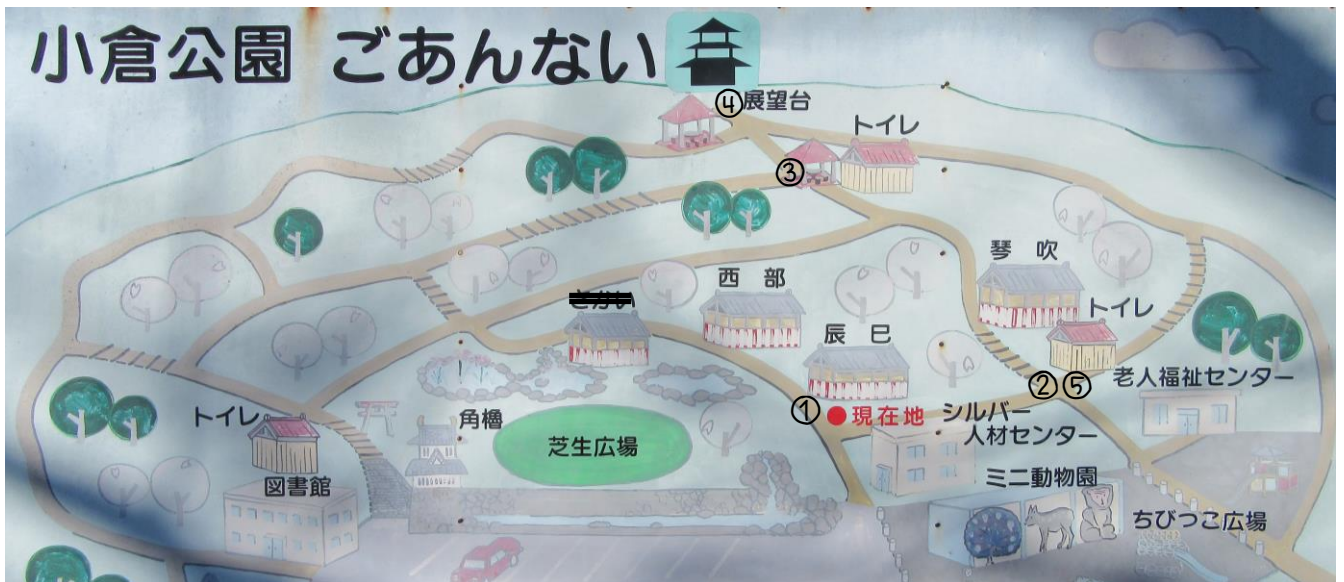 小倉公園 ごあんない
④展望台
トイレ
③
琴吹
西部
トイレ
辰巳
②⑤
老人福祉センター
①
現在地
シルバー
人材センター
トイレ
角櫓
芝生広場
図書館
ミニ動物園
ちびっこ広場